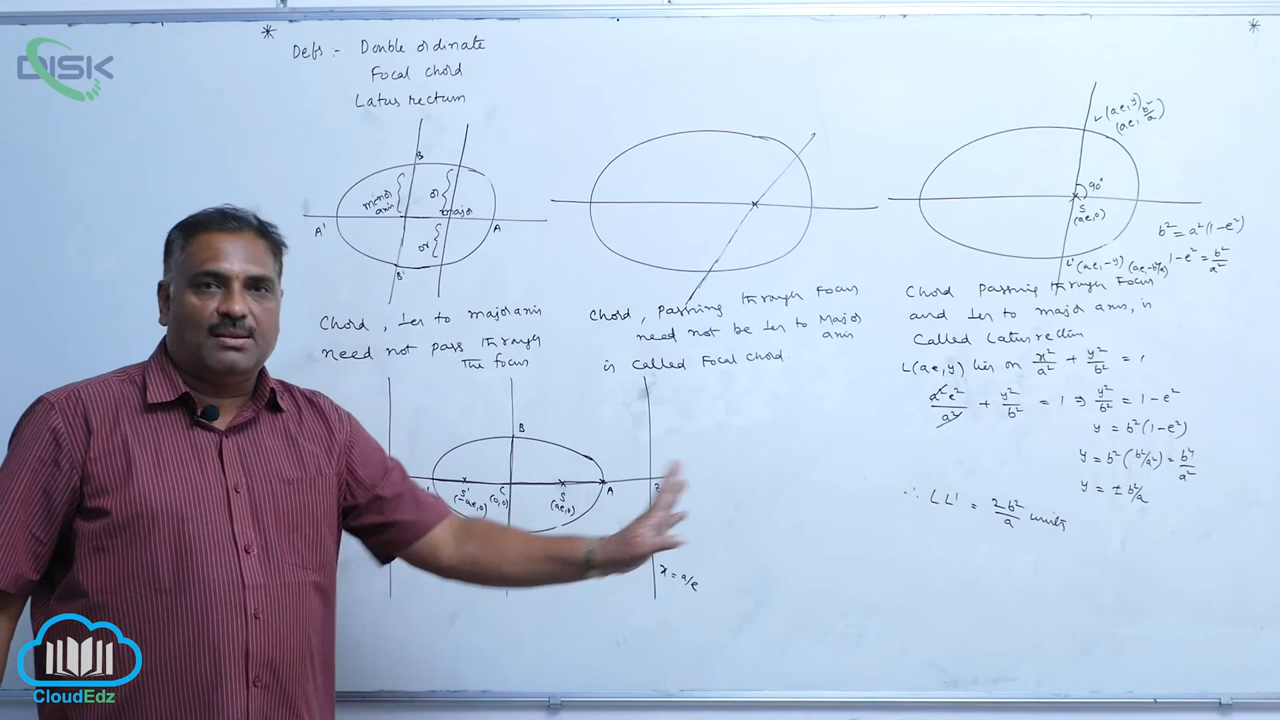 DISK
*
*
Defs :- Double ordinate
Focal chord
Latus rectum
B
minor
axis
or
major
or
A'
A
B'
Chord, ⊥er to major axis
need not pass through
the focus
Chord, passing through focus
need not be ⊥er to Major
axis
is called Focal chord.
L(ae, y)
(ae, b²/a)
90°
S
(ae, 0)
L'(ae, -y) (ae, -b²/a)
b² = a²(1-e²)
1-e² = b²/a²
Chord passing through Focus
and ⊥er to major axis, is
called Latus rectum
L(ae, y) lies on x²/a² + y²/b² = 1
a²e²/a² + y²/b² = 1 ⇒ y²/b² = 1 - e²
y = b²(1-e²)
y = b²(b²/a²) = b⁴/a²
y = ± b²/a
∴ LL' = 2b²/a units
B
S'
(-ae, 0)
C
(0,0)
S
(ae, 0)
A
x = a/e
CloudEdz